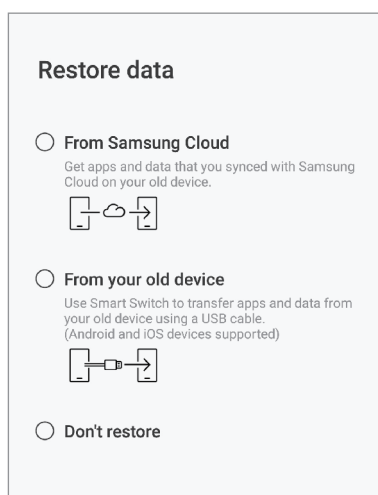 Restore data
From Samsung Cloud
Get apps and data that you synced with Samsung
Cloud on your old device.
From your old device
Use Smart Switch to transfer apps and data from
your old device using a USB cable.
(Android and iOS devices supported)
Don't restore